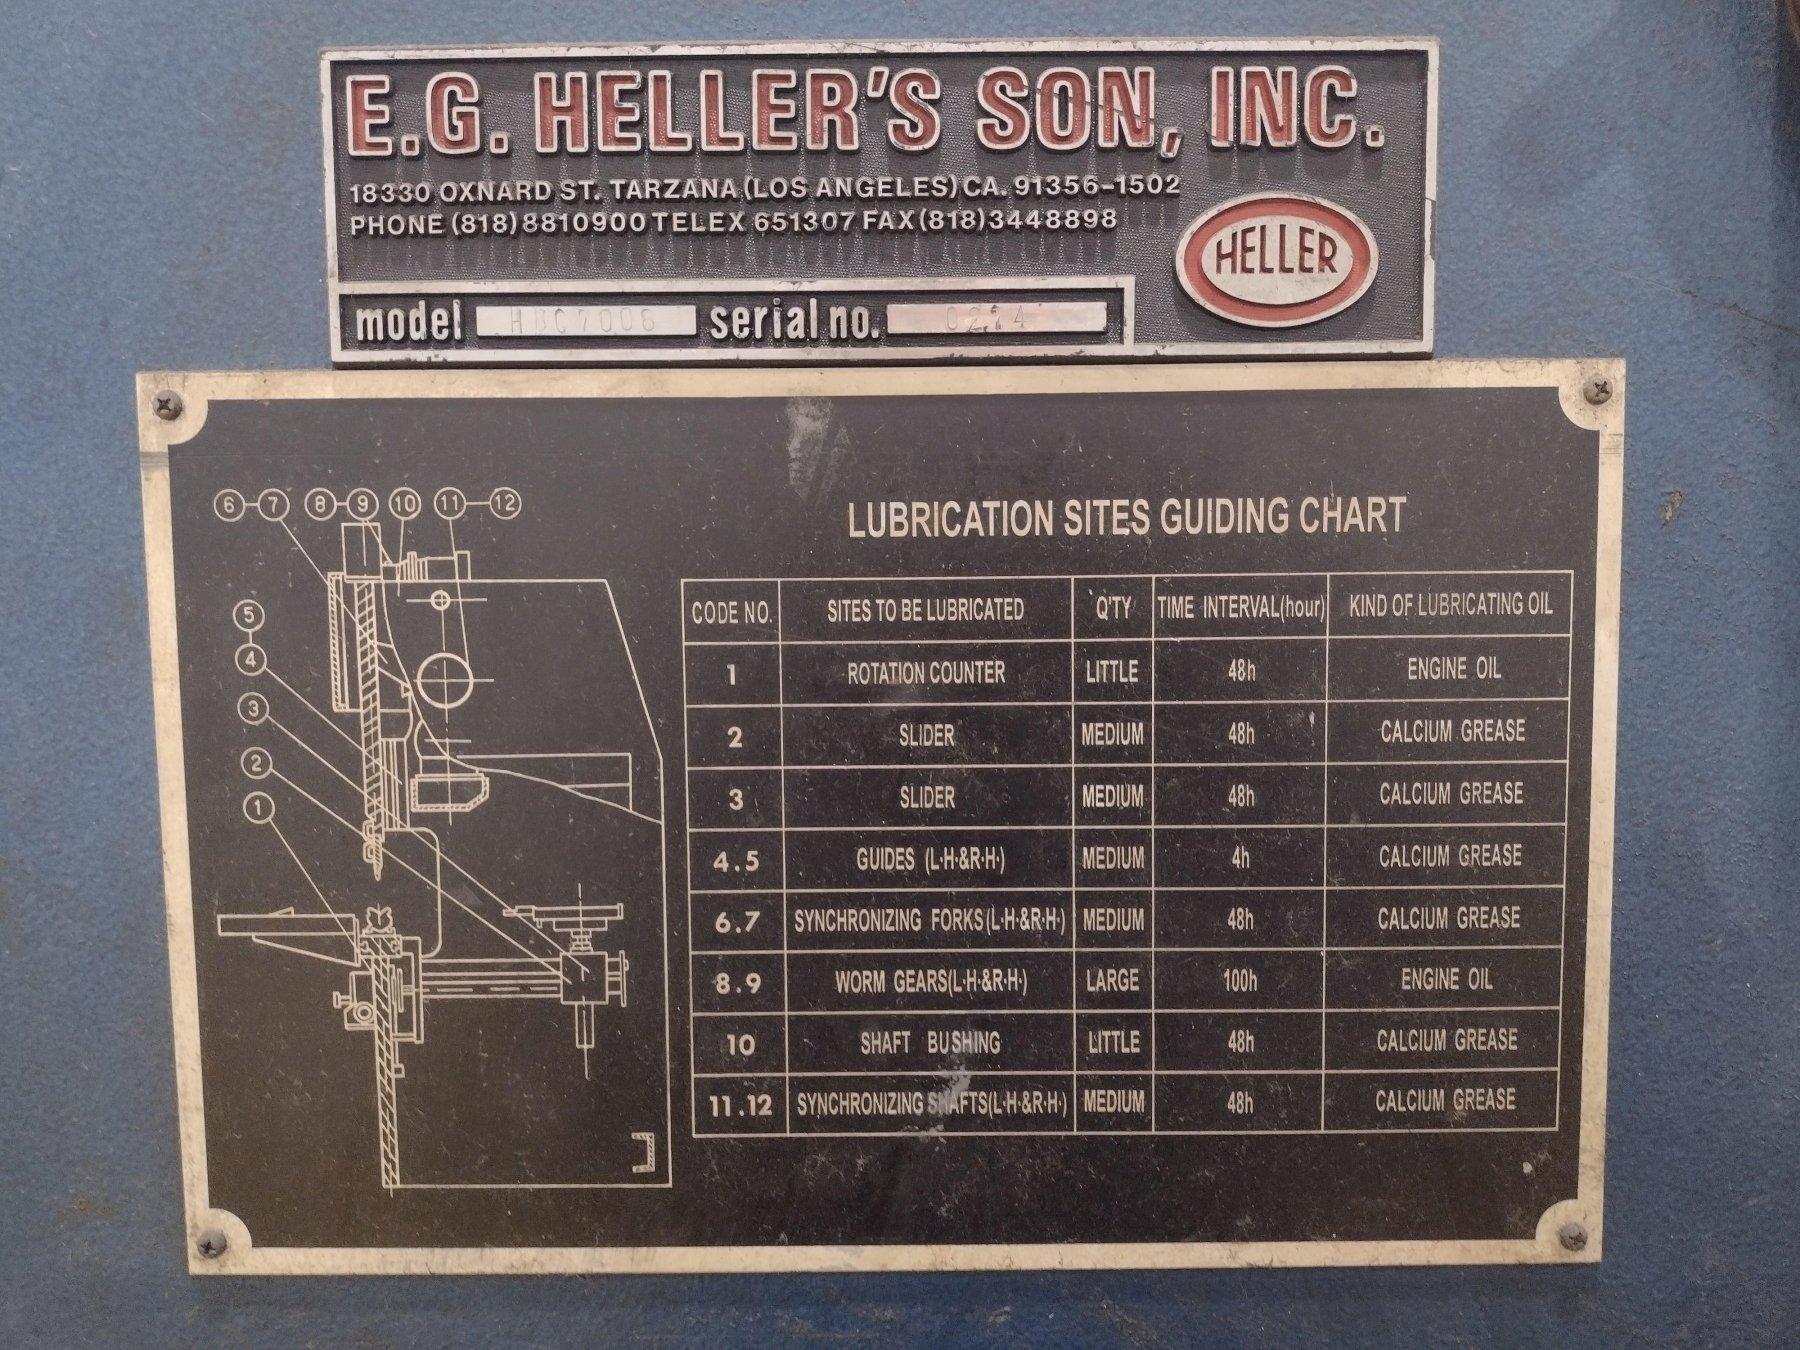 E.G. HELLER'S SON, INC.
18330 OXNARD ST. TARZANA (LOS ANGELES) CA. 91356-1502
PHONE (818) 8810900 TELEX 651307 FAX (818) 3448898
HELLER
model serial no.
6 7 8 9 10 11 12
5
4
3
2
1
LUBRICATION SITES GUIDING CHART
CODE NO. SITES TO BE LUBRICATED Q'TY TIME INTERVAL(hour) KIND OF LUBRICATING OIL
1 ROTATION COUNTER LITTLE 48h ENGINE OIL
2 SLIDER MEDIUM 48h CALCIUM GREASE
3 SLIDER MEDIUM 48h CALCIUM GREASE
4.5 GUIDES (L·H·&R·H·) MEDIUM 4h CALCIUM GREASE
6.7 SYNCHRONIZING FORKS(L·H·&R·H·) MEDIUM 48h CALCIUM GREASE
8.9 WORM GEARS(L·H·&R·H·) LARGE 100h ENGINE OIL
10 SHAFT BUSHING LITTLE 48h CALCIUM GREASE
11.12 SYNCHRONIZING SHAFTS(L·H·&R·H·) MEDIUM 48h CALCIUM GREASE